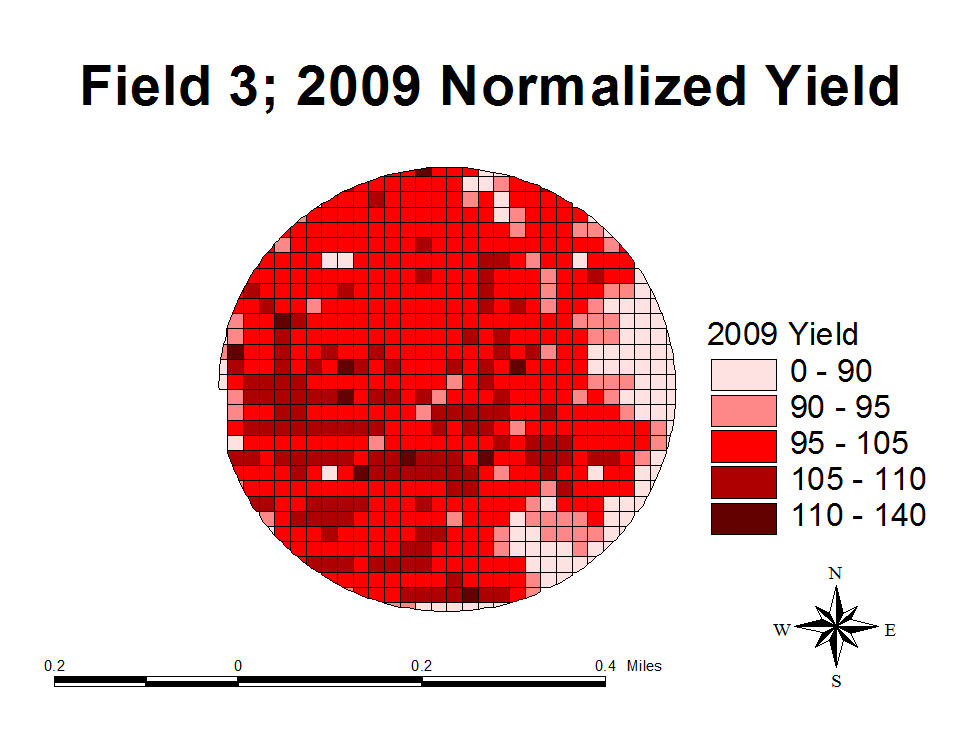 Field 3; 2009 Normalized Yield
2009 Yield
0 - 90
90 - 95
95 - 105
105 - 110
110 - 140
N
W E
S
0.2 0 0.2 0.4 Miles